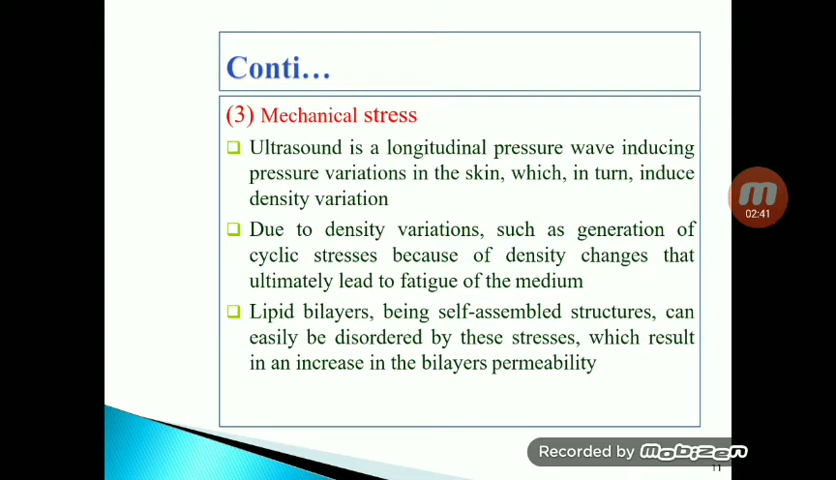 Conti…
(3) Mechanical stress
Ultrasound is a longitudinal pressure wave inducing
pressure variations in the skin, which, in turn, induce
density variation
Due to density variations, such as generation of
cyclic stresses because of density changes that
ultimately lead to fatigue of the medium
Lipid bilayers, being self-assembled structures, can
easily be disordered by these stresses, which result
in an increase in the bilayers permeability
02:41
Recorded by mobizen
11